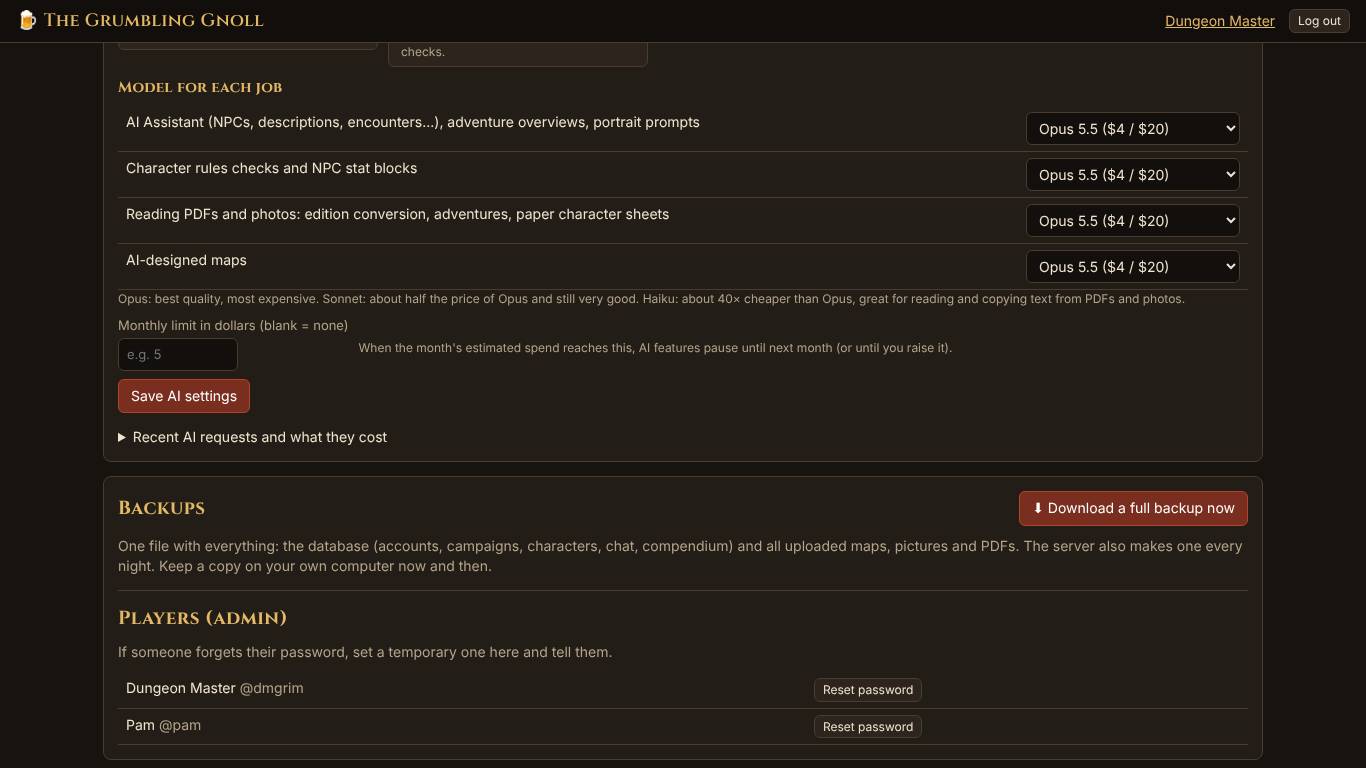 🍺 The Grumbling Gnoll
Dungeon Master
Log out
checks.
Model for each job
AI Assistant (NPCs, descriptions, encounters…), adventure overviews, portrait prompts
Opus 5.5 ($4 / $20)
Character rules checks and NPC stat blocks
Opus 5.5 ($4 / $20)
Reading PDFs and photos: edition conversion, adventures, paper character sheets
Opus 5.5 ($4 / $20)
AI-designed maps
Opus 5.5 ($4 / $20)
Opus: best quality, most expensive. Sonnet: about half the price of Opus and still very good. Haiku: about 40× cheaper than Opus, great for reading and copying text from PDFs and photos.
Monthly limit in dollars (blank = none)
e.g. 5
When the month's estimated spend reaches this, AI features pause until next month (or until you raise it).
Save AI settings
▶ Recent AI requests and what they cost
Backups
⬇ Download a full backup now
One file with everything: the database (accounts, campaigns, characters, chat, compendium) and all uploaded maps, pictures and PDFs. The server also makes one every
night. Keep a copy on your own computer now and then.
Players (admin)
If someone forgets their password, set a temporary one here and tell them.
Dungeon Master @dmgrim
Reset password
Pam @pam
Reset password